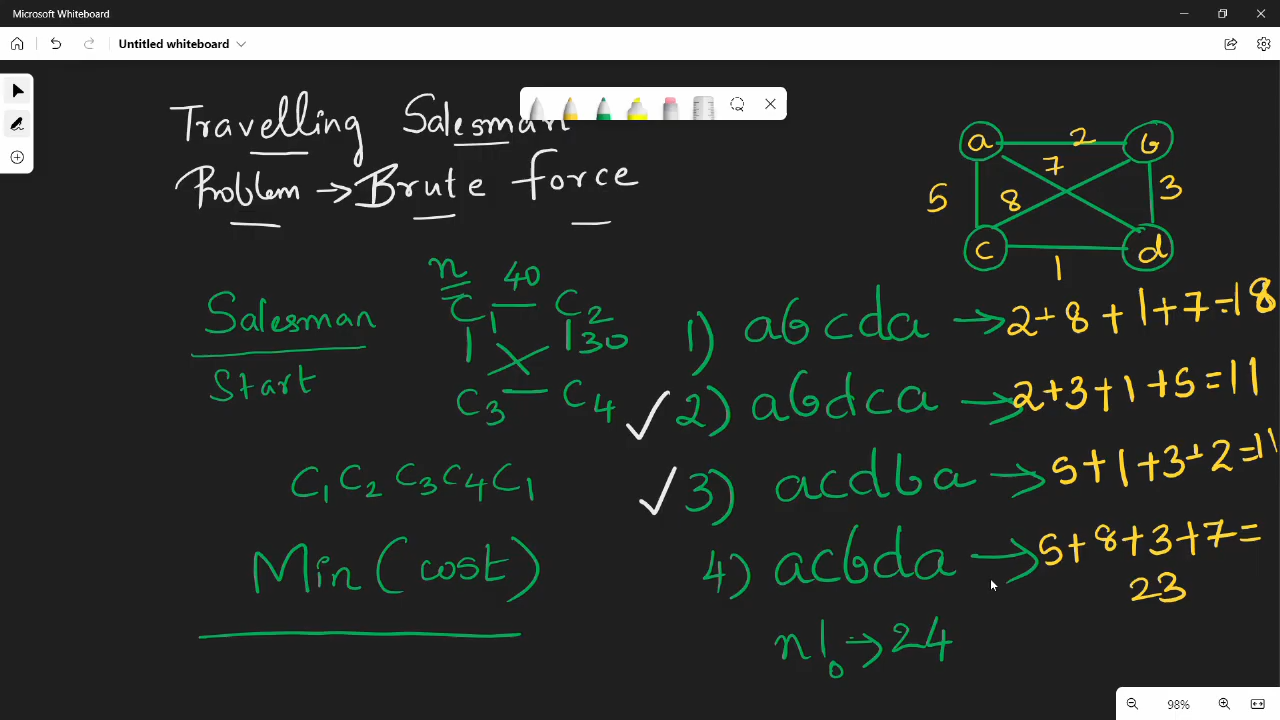 Microsoft Whiteboard
Untitled whiteboard
Travelling Salesman
Problem → Brute force
a 2 b
7
5 8 3
c 1 d
n 40
Salesman
Start
C1 C2
30
C3 C4
C1 C2 C3 C4 C1
Min (cost)
1) abcda → 2+8+1+7=18
✓ 2) abdca → 2+3+1+5=11
✓ 3) acdba → 5+1+3+2=11
4) acbda → 5+8+3+7=
23
n! → 24
98%